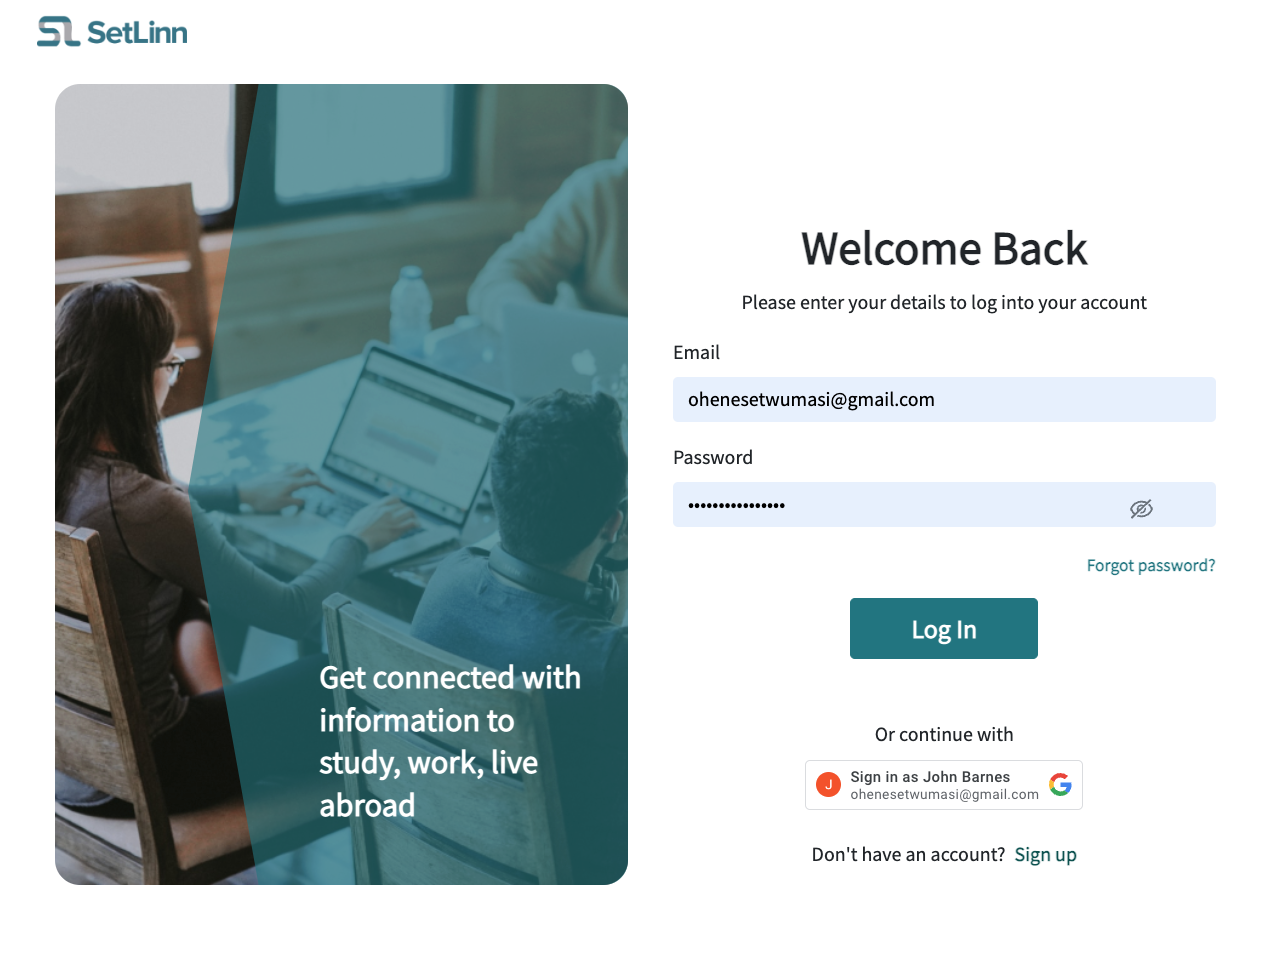 SL SetLinn
Get connected with
information to
study, work, live
abroad
Welcome Back
Please enter your details to log into your account
Email
ohenesetwumasi@gmail.com
Password
••••••••••••••••
Forgot password?
Log In
Or continue with
J
Sign in as John Barnes
ohenesetwumasi@gmail.com
G
Don't have an account? Sign up